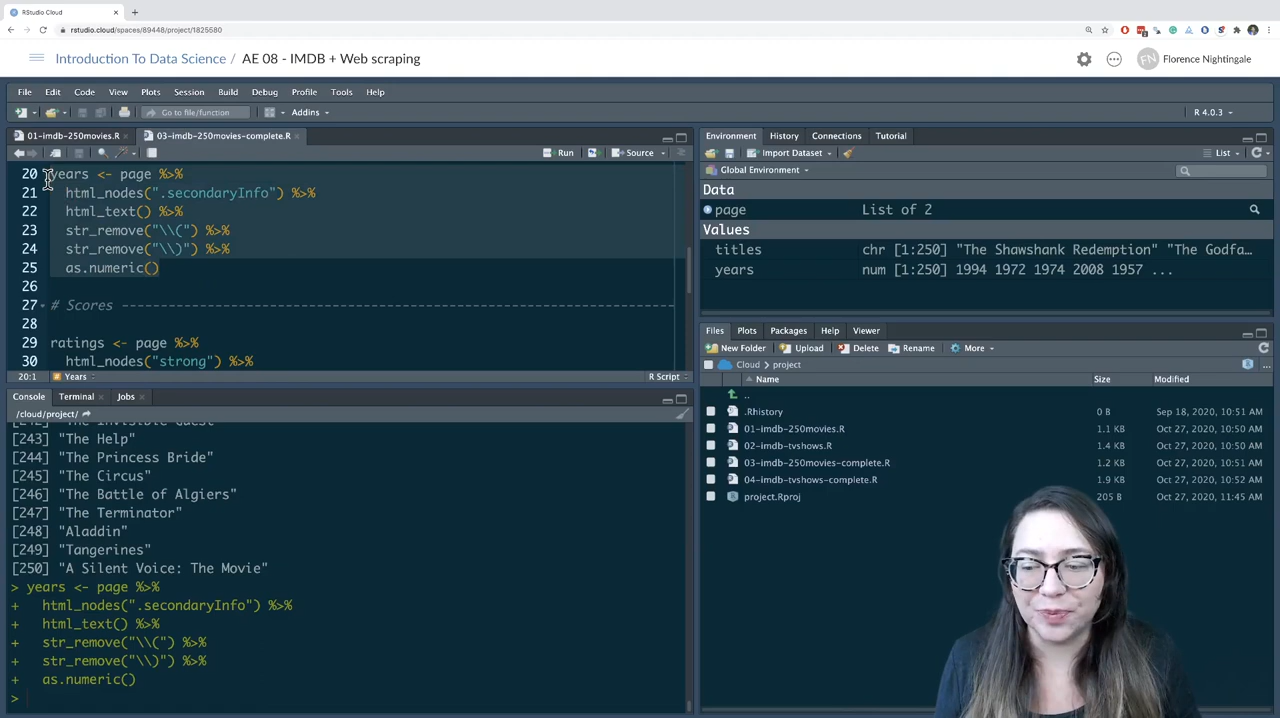 RStudio Cloud
rstudio.cloud/spaces/89448/project/1825580
Introduction To Data Science / AE 08 - IMDB + Web scraping
FN Florence Nightingale
File Edit Code View Plots Session Build Debug Profile Tools Help
Go to file/function Addins R 4.0.3
01-imdb-250movies.R 03-imdb-250movies-complete.R
Run Source
20 years <- page %>%
21 html_nodes(".secondaryInfo") %>%
22 html_text() %>%
23 str_remove("\\(") %>%
24 str_remove("\\)") %>%
25 as.numeric()
26
27 # Scores ----------------------------------------------------------------------
28
29 ratings <- page %>%
30 html_nodes("strong") %>%
20:1 # Years R Script
Console Terminal Jobs
/cloud/project/
[242] "The Invisible Guest"
[243] "The Help"
[244] "The Princess Bride"
[245] "The Circus"
[246] "The Battle of Algiers"
[247] "The Terminator"
[248] "Aladdin"
[249] "Tangerines"
[250] "A Silent Voice: The Movie"
> years <- page %>%
+ html_nodes(".secondaryInfo") %>%
+ html_text() %>%
+ str_remove("\\(") %>%
+ str_remove("\\)") %>%
+ as.numeric()
>
Environment History Connections Tutorial
Import Dataset List
Global Environment
Data
page List of 2
Values
titles chr [1:250] "The Shawshank Redemption" "The Godfa…
years num [1:250] 1994 1972 1974 2008 1957 ...
Files Plots Packages Help Viewer
New Folder Upload Delete Rename More
Cloud > project
Name Size Modified
..
.Rhistory 0 B Sep 18, 2020, 10:51 AM
01-imdb-250movies.R 1.1 KB Oct 27, 2020, 10:50 AM
02-imdb-tvshows.R 1.4 KB Oct 27, 2020, 10:50 AM
03-imdb-250movies-complete.R 1.2 KB Oct 27, 2020, 10:51 AM
04-imdb-tvshows-complete.R 1.9 KB Oct 27, 2020, 10:52 AM
project.Rproj 205 B Oct 27, 2020, 11:45 AM